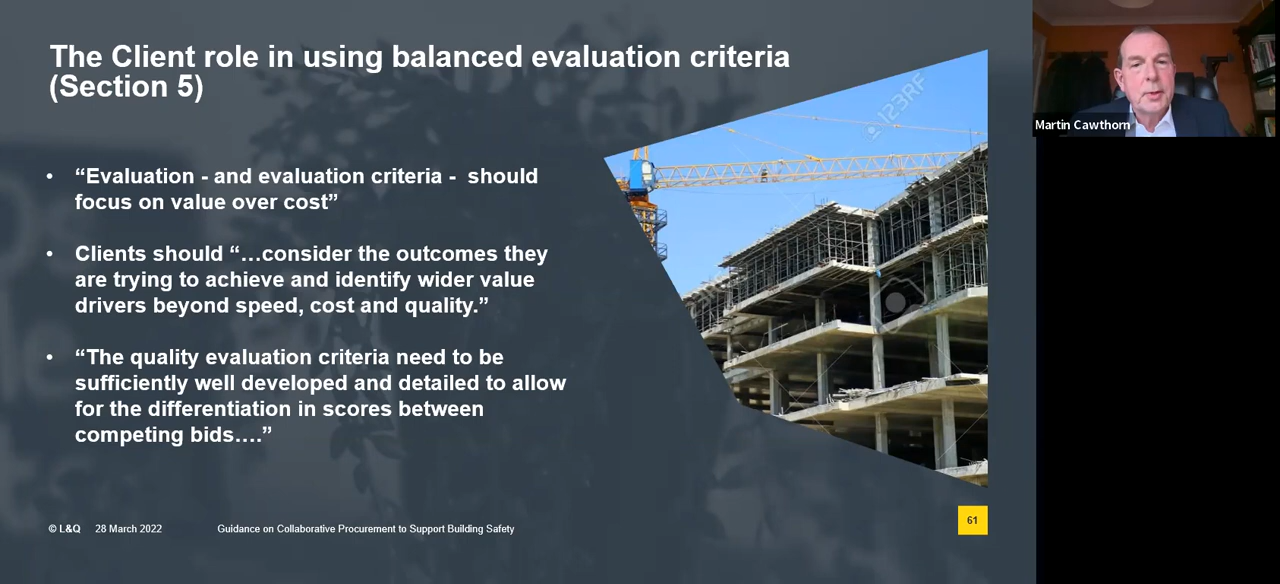 The Client role in using balanced evaluation criteria
(Section 5)
• “Evaluation - and evaluation criteria - should
focus on value over cost”
• Clients should “…consider the outcomes they
are trying to achieve and identify wider value
drivers beyond speed, cost and quality.”
• “The quality evaluation criteria need to be
sufficiently well developed and detailed to allow
for the differentiation in scores between
competing bids….”
123RF
© L&Q 28 March 2022 Guidance on Collaborative Procurement to Support Building Safety
61
Martin Cawthorn